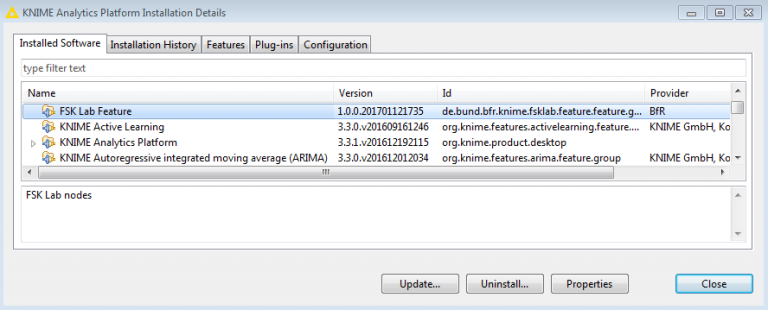 KNIME Analytics Platform Installation Details
Installed Software Installation History Features Plug-ins Configuration
type filter text
Name Version Id Provider
FSK Lab Feature 1.0.0.201701121735 de.bund.bfr.knime.fsklab.feature.feature.g... BfR
KNIME Active Learning 3.3.0.v201609161246 org.knime.features.activelearning.feature.... KNIME GmbH, Ko
KNIME Analytics Platform 3.3.1.v201612192115 org.knime.product.desktop
KNIME Autoregressive integrated moving average (ARIMA) 3.3.0.v201612012034 org.knime.features.arima.feature.group KNIME GmbH, Ko
FSK Lab nodes
Update... Uninstall... Properties Close